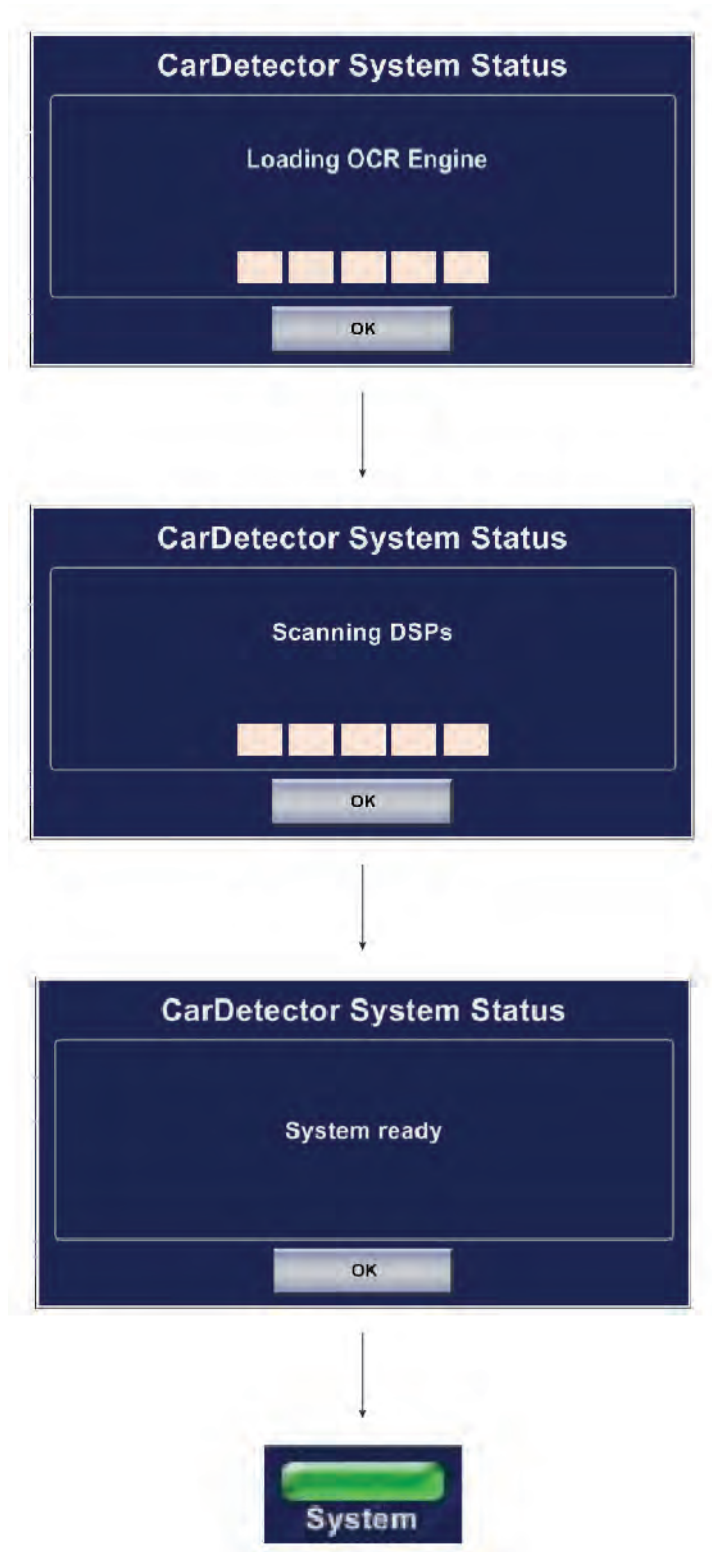 CarDetector System Status
Loading OCR Engine
OK
CarDetector System Status
Scanning DSPs
OK
CarDetector System Status
System ready
OK
System